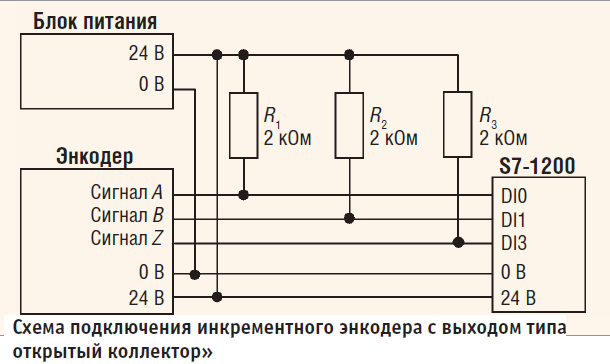 Блок питания
24 В
0 В
R1
2 кОм
R2
2 кОм
R3
2 кОм
Энкодер
S7-1200
Сигнал A
DI0
Сигнал B
DI1
Сигнал Z
DI3
0 В
0 В
24 В
24 В
Схема подключения инкрементного энкодера с выходом типа
открытый коллектор»